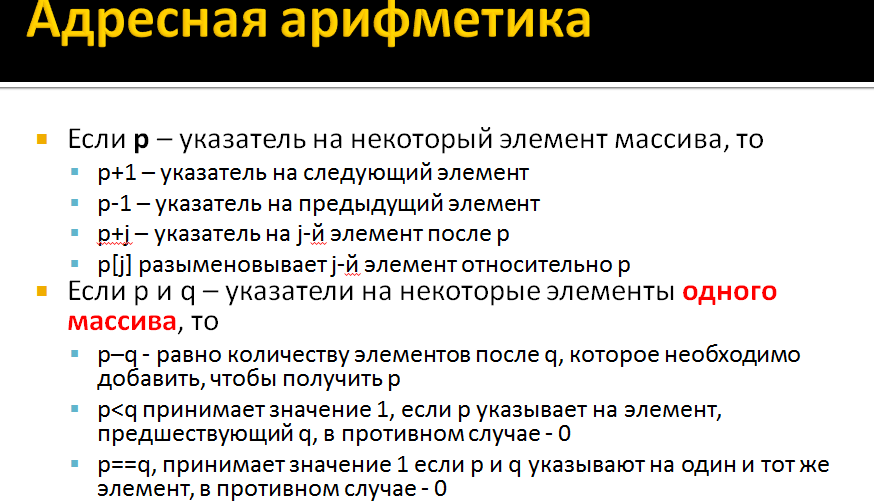 Адресная арифметика
Если p – указатель на некоторый элемент массива, то
p+1 – указатель на следующий элемент
p-1 – указатель на предыдущий элемент
p+j – указатель на j-й элемент после p
p[j] разыменовывает j-й элемент относительно p
Если p и q – указатели на некоторые элементы одного
массива, то
p–q - равно количеству элементов после q, которое необходимо
добавить, чтобы получить p
p<q принимает значение 1, если p указывает на элемент,
предшествующий q, в противном случае - 0
p==q, принимает значение 1 если p и q указывают на один и тот же
элемент, в противном случае - 0